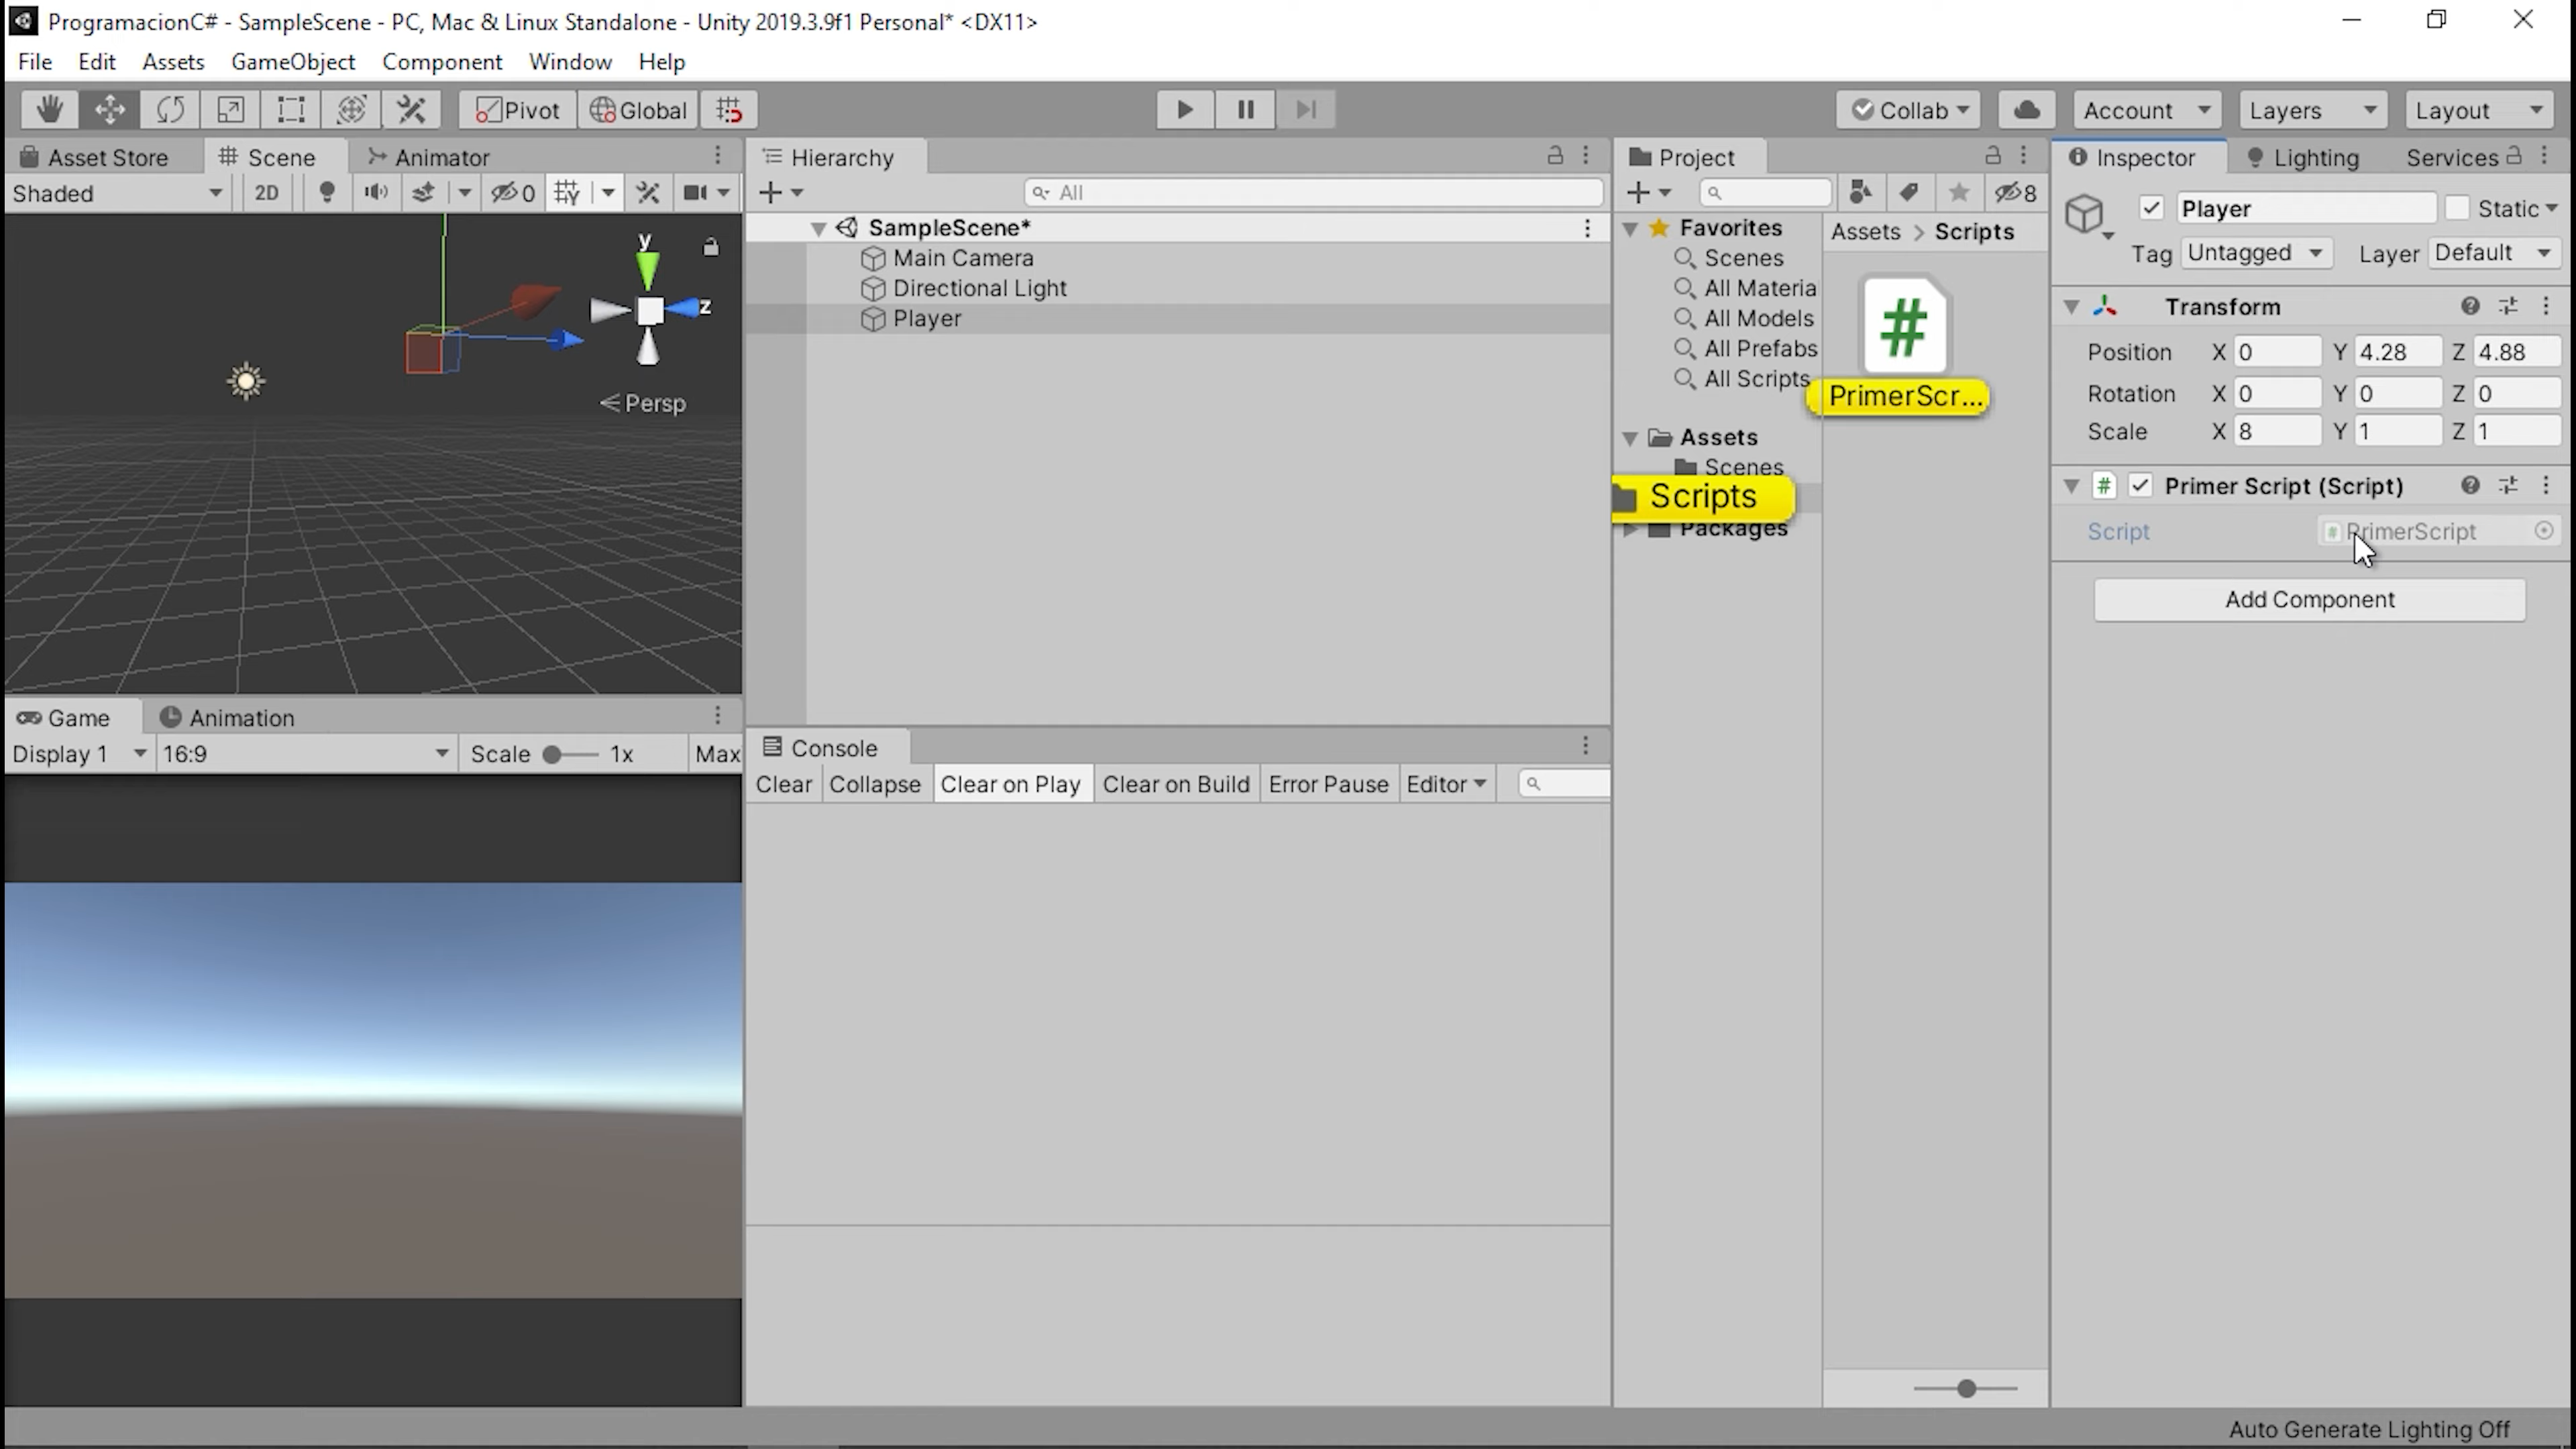 ProgramacionC# - SampleScene - PC, Mac & Linux Standalone - Unity 2019.3.9f1 Personal* <DX11>
File Edit Assets GameObject Component Window Help
Pivot Global Collab Account Layers Layout
Asset Store Scene Animator
Shaded 2D 0
y
z
Persp
Game Animation
Display 1 16:9 Scale 1x Max
Hierarchy
All
SampleScene*
Main Camera
Directional Light
Player
Console
Clear Collapse Clear on Play Clear on Build Error Pause Editor
Project
8
Favorites
Scenes
All Materia
All Models
All Prefabs
All Scripts
Assets
Scenes
Scripts
Packages
Assets > Scripts
#
PrimerScr...
Inspector Lighting Services
Player Static
Tag Untagged Layer Default
Transform
Position X 0 Y 4.28 Z 4.88
Rotation X 0 Y 0 Z 0
Scale X 8 Y 1 Z 1
# Primer Script (Script)
Script # PrimerScript
Add Component
Auto Generate Lighting Off